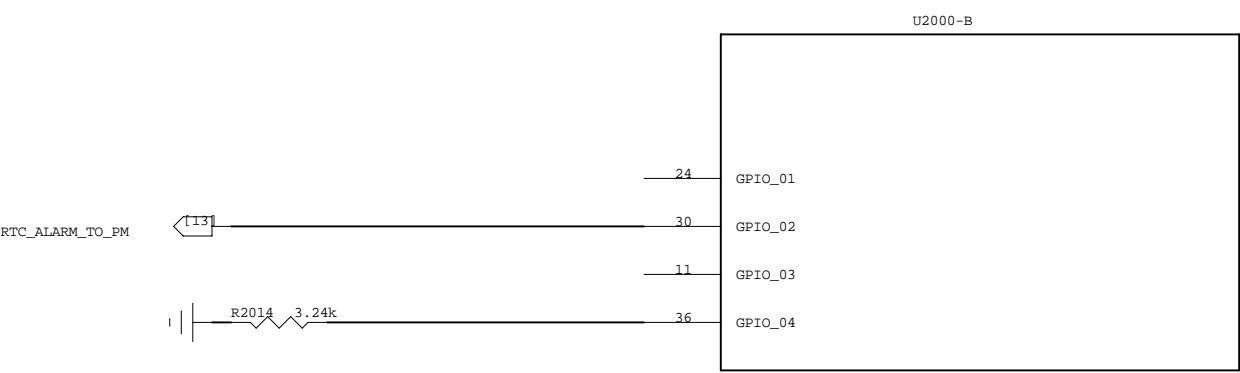 U2000-B
24 GPIO_01
RTC_ALARM_TO_PM [13] 30 GPIO_02
11 GPIO_03
R2014 3.24k 36 GPIO_04